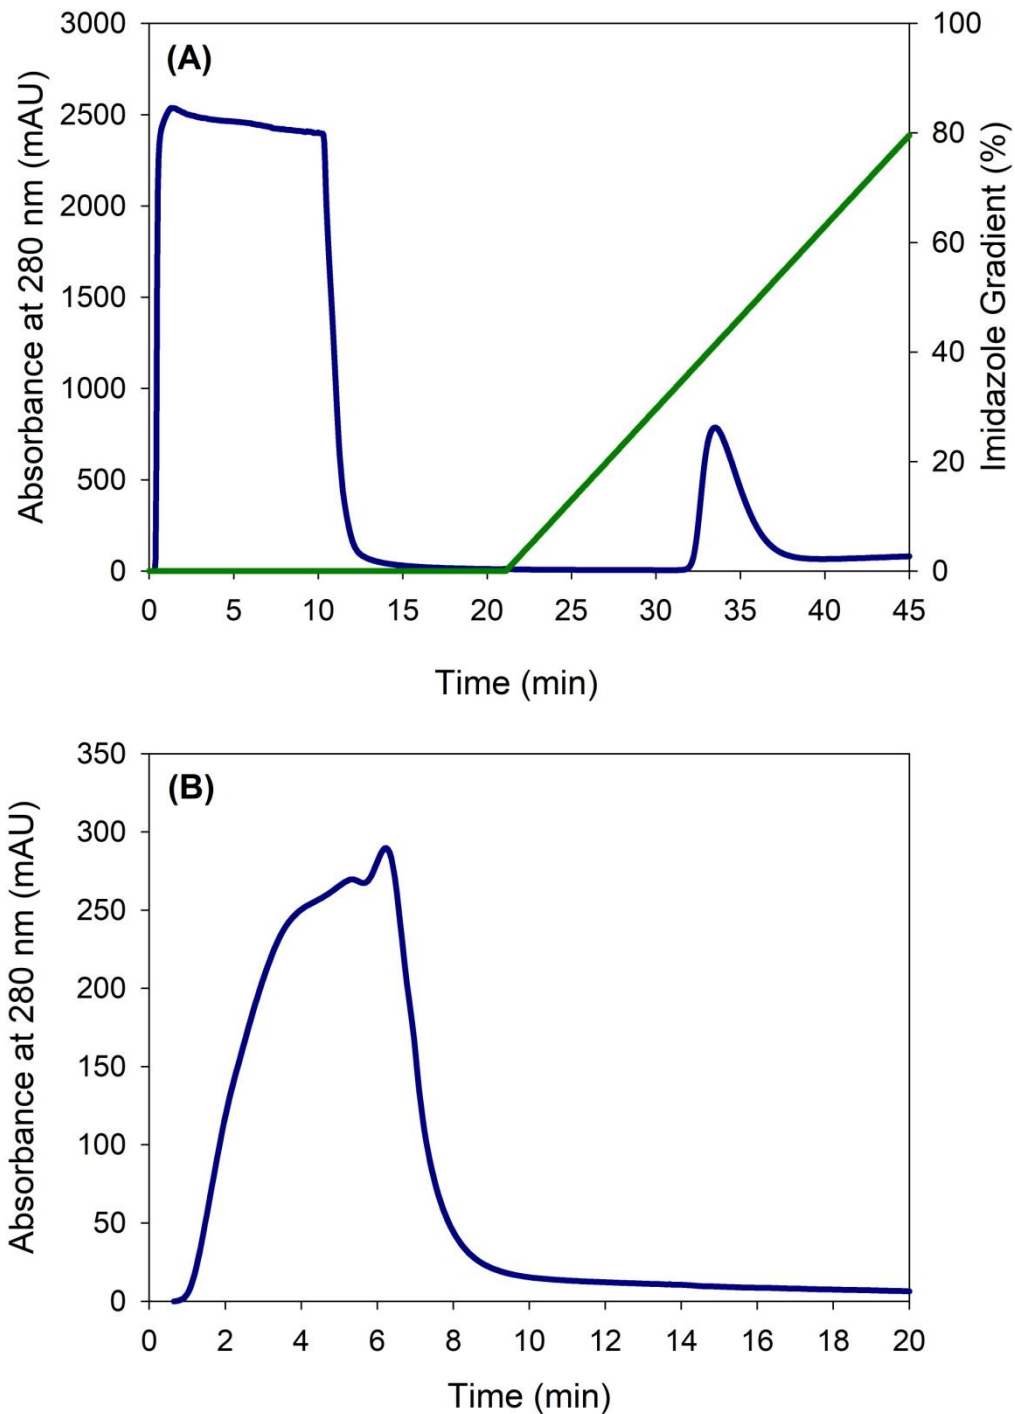 (A)
Absorbance at 280 nm (mAU)
3000
2500
2000
1500
1000
500
0
Imidazole Gradient (%)
100
80
60
40
20
0
0 5 10 15 20 25 30 35 40 45
Time (min)
(B)
Absorbance at 280 nm (mAU)
350
300
250
200
150
100
50
0
0 2 4 6 8 10 12 14 16 18 20
Time (min)